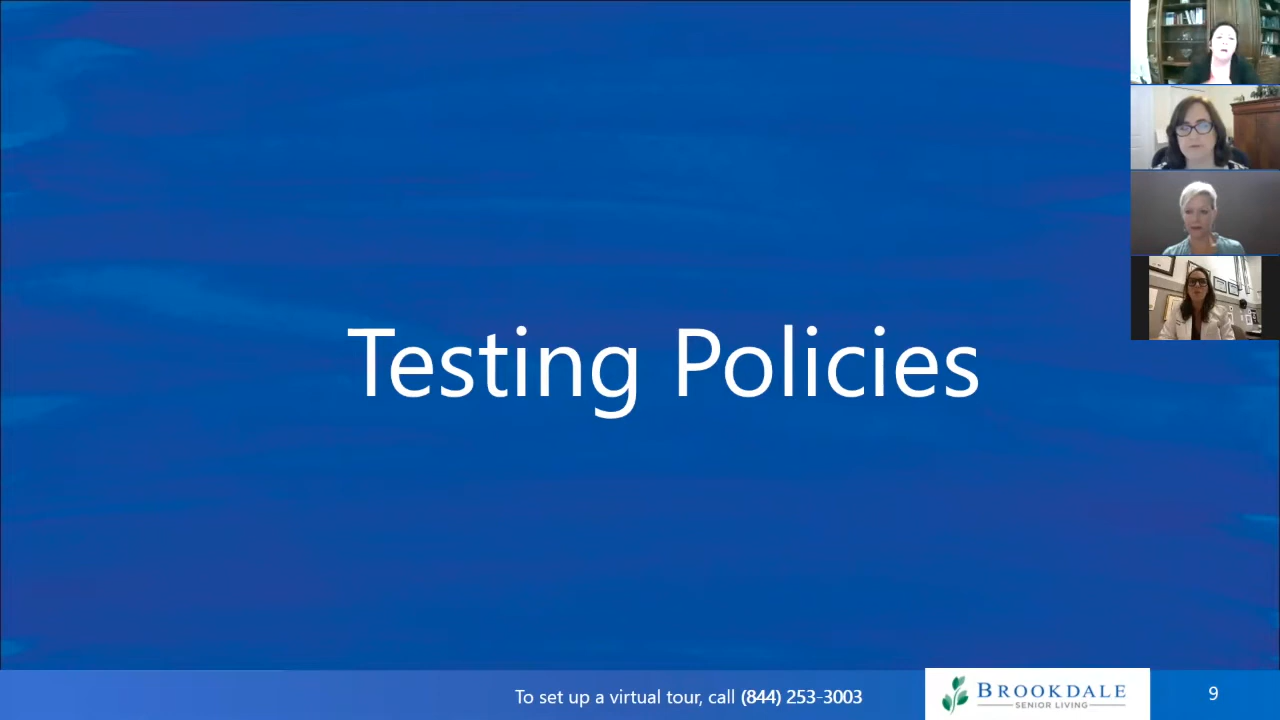 Testing Policies
To set up a virtual tour, call (844) 253-3003
BROOKDALE
SENIOR LIVING
9